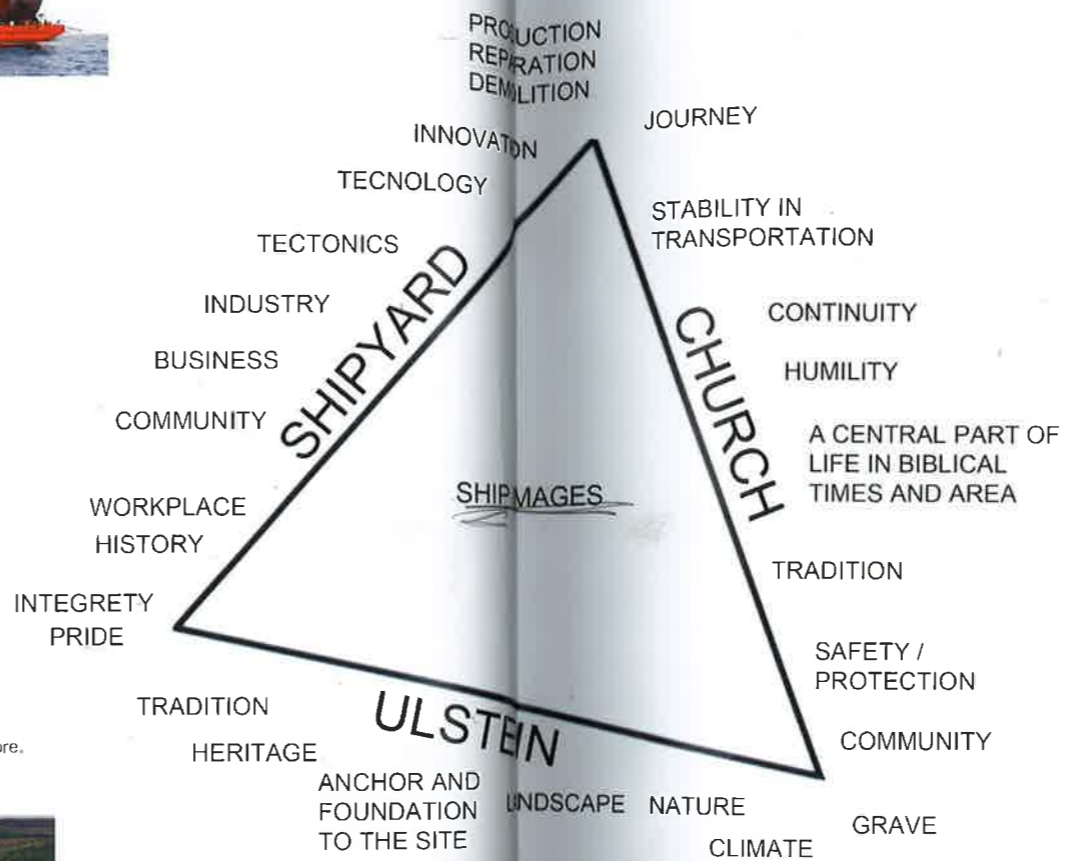 PRODUCTION
REPARATION
DEMOLITION
JOURNEY
INNOVATION
TECNOLOGY
STABILITY IN
TRANSPORTATION
TECTONICS
INDUSTRY
CONTINUITY
SHIPYARD
CHURCH
BUSINESS
HUMILITY
COMMUNITY
A CENTRAL PART OF
LIFE IN BIBLICAL
TIMES AND AREA
SHIPMAGES
WORKPLACE
HISTORY
TRADITION
INTEGRETY
PRIDE
SAFETY /
PROTECTION
TRADITION
ULSTEIN
HERITAGE
COMMUNITY
ANCHOR AND
FOUNDATION
TO THE SITE
LANDSCAPE
NATURE
CLIMATE
GRAVE